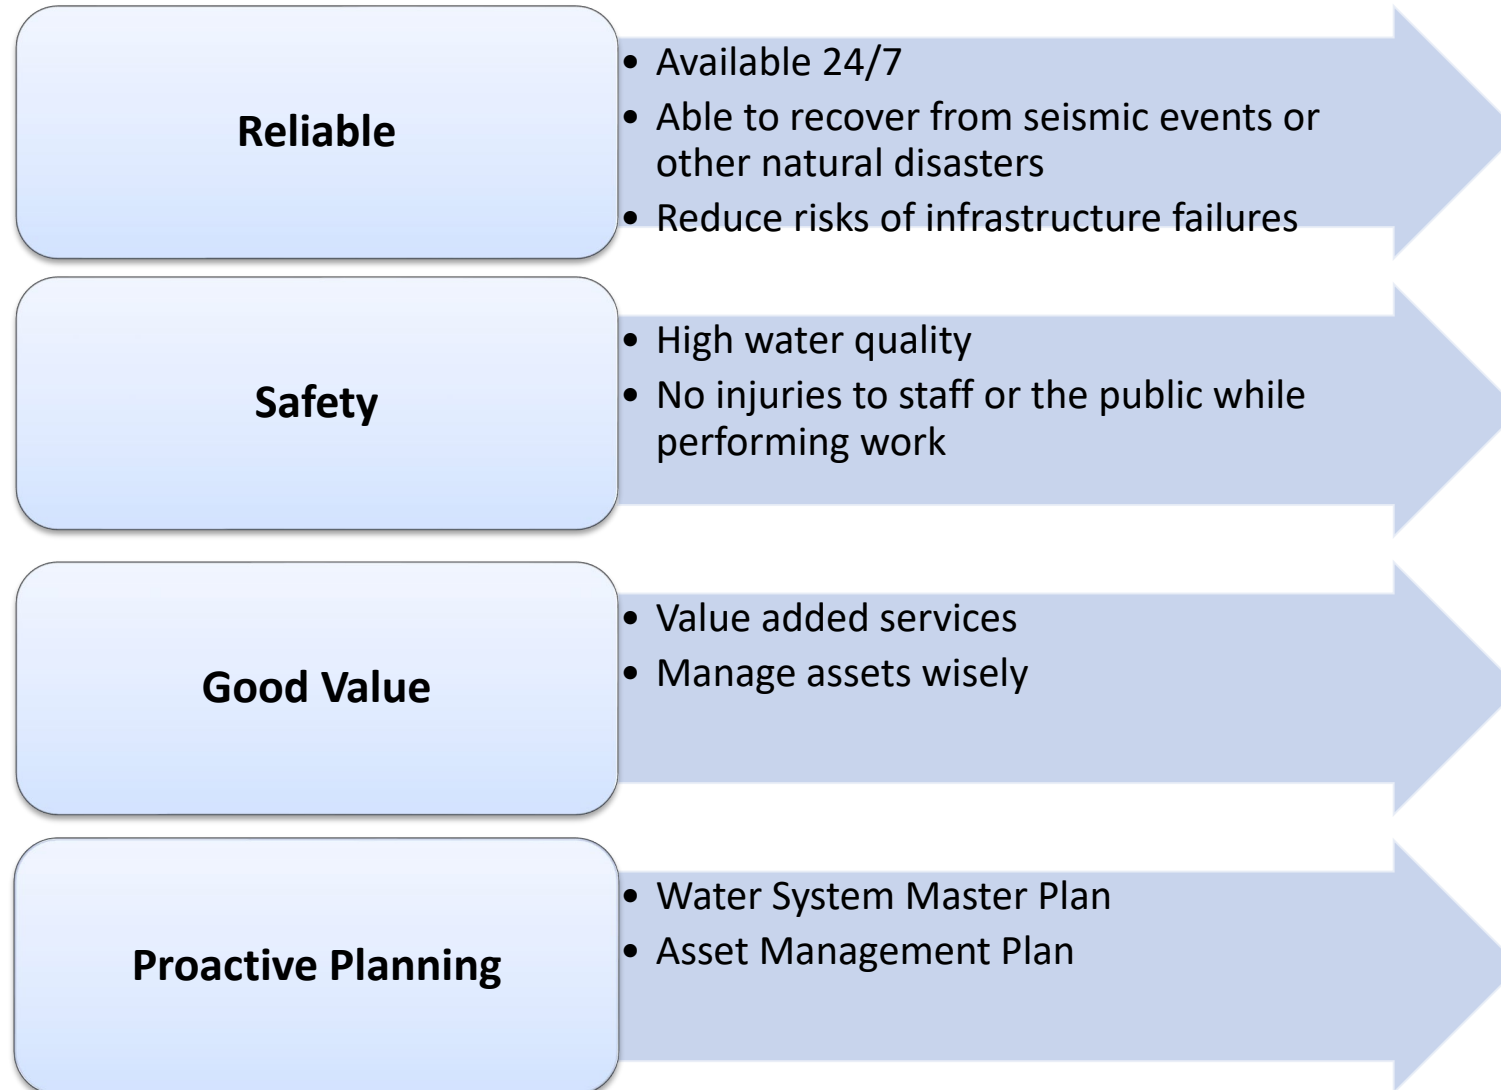 Reliable
• Available 24/7
• Able to recover from seismic events or
other natural disasters
• Reduce risks of infrastructure failures
Safety
• High water quality
• No injuries to staff or the public while
performing work
Good Value
• Value added services
• Manage assets wisely
Proactive Planning
• Water System Master Plan
• Asset Management Plan